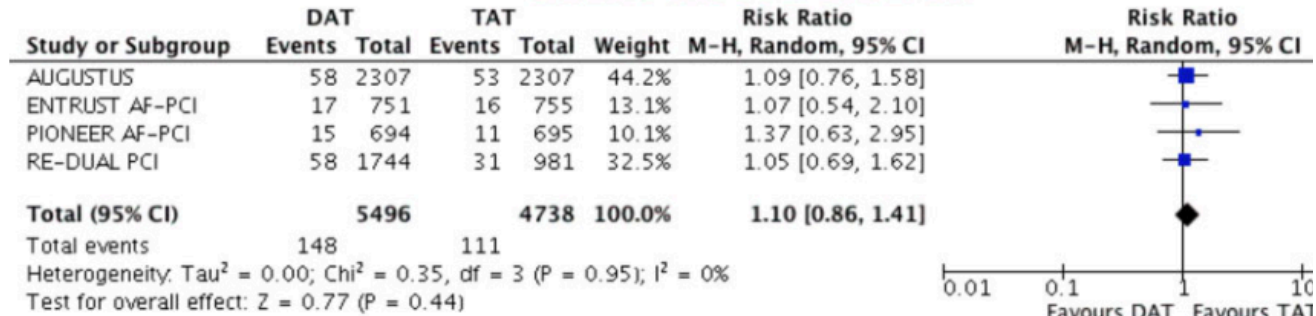 DAT TAT Risk Ratio Risk Ratio
Study or Subgroup Events Total Events Total Weight M-H, Random, 95% CI M-H, Random, 95% CI
AUGUSTUS 58 2307 53 2307 44.2% 1.09 [0.76, 1.58]
ENTRUST AF-PCI 17 751 16 755 13.1% 1.07 [0.54, 2.10]
PIONEER AF-PCI 15 694 11 695 10.1% 1.37 [0.63, 2.95]
RE-DUAL PCI 58 1744 31 981 32.5% 1.05 [0.69, 1.62]
Total (95% CI) 5496 4738 100.0% 1.10 [0.86, 1.41]
Total events 148 111
Heterogeneity: Tau² = 0.00; Chi² = 0.35, df = 3 (P = 0.95); I² = 0%
Test for overall effect: Z = 0.77 (P = 0.44)
0.01 0.1 1 10
Favours DAT Favours TAT